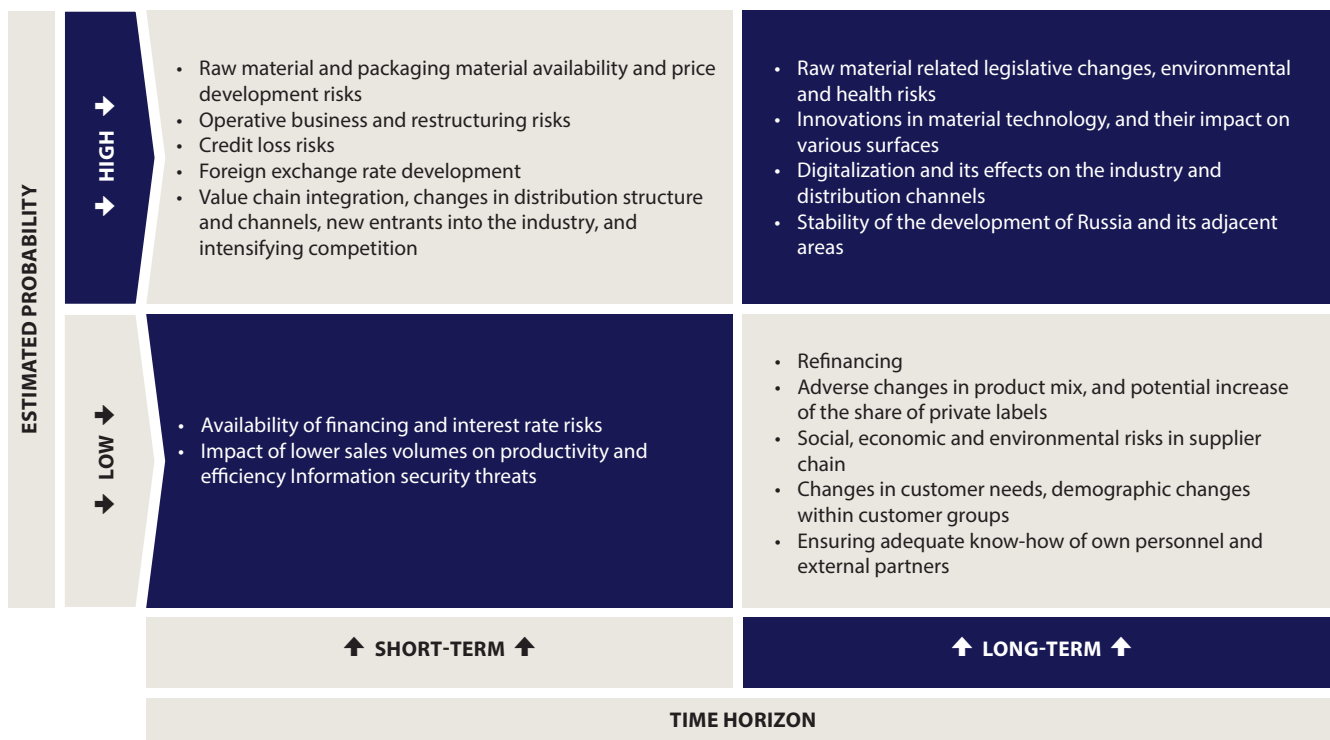 ESTIMATED PROBABILITY
HIGH
• Raw material and packaging material availability and price
development risks
• Operative business and restructuring risks
• Credit loss risks
• Foreign exchange rate development
• Value chain integration, changes in distribution structure
and channels, new entrants into the industry, and
intensifying competition
• Raw material related legislative changes, environmental
and health risks
• Innovations in material technology, and their impact on
various surfaces
• Digitalization and its effects on the industry and
distribution channels
• Stability of the development of Russia and its adjacent
areas
LOW
• Availability of financing and interest rate risks
• Impact of lower sales volumes on productivity and
efficiency Information security threats
• Refinancing
• Adverse changes in product mix, and potential increase
of the share of private labels
• Social, economic and environmental risks in supplier
chain
• Changes in customer needs, demographic changes
within customer groups
• Ensuring adequate know-how of own personnel and
external partners
SHORT-TERM
LONG-TERM
TIME HORIZON